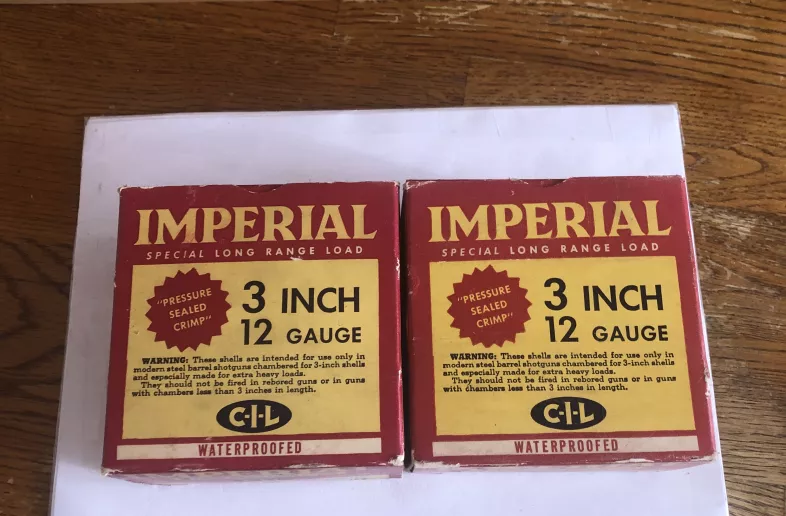 IMPERIAL
SPECIAL LONG RANGE LOAD
"PRESSURE
SEALED
CRIMP"
3 INCH
12 GAUGE
WARNING: These shells are intended for use only in
modern steel barrel shotguns chambered for 3-inch shells
and especially made for extra heavy loads.
They should not be fired in rebored guns or in guns
with chambers less than 3 inches in length.
C-I-L
WATERPROOFED
IMPERIAL
SPECIAL LONG RANGE LOAD
"PRESSURE
SEALED
CRIMP"
3 INCH
12 GAUGE
WARNING: These shells are intended for use only in
modern steel barrel shotguns chambered for 3-inch shells
and especially made for extra heavy loads.
They should not be fired in rebored guns or in guns
with chambers less than 3 inches in length.
C-I-L
WATERPROOFED